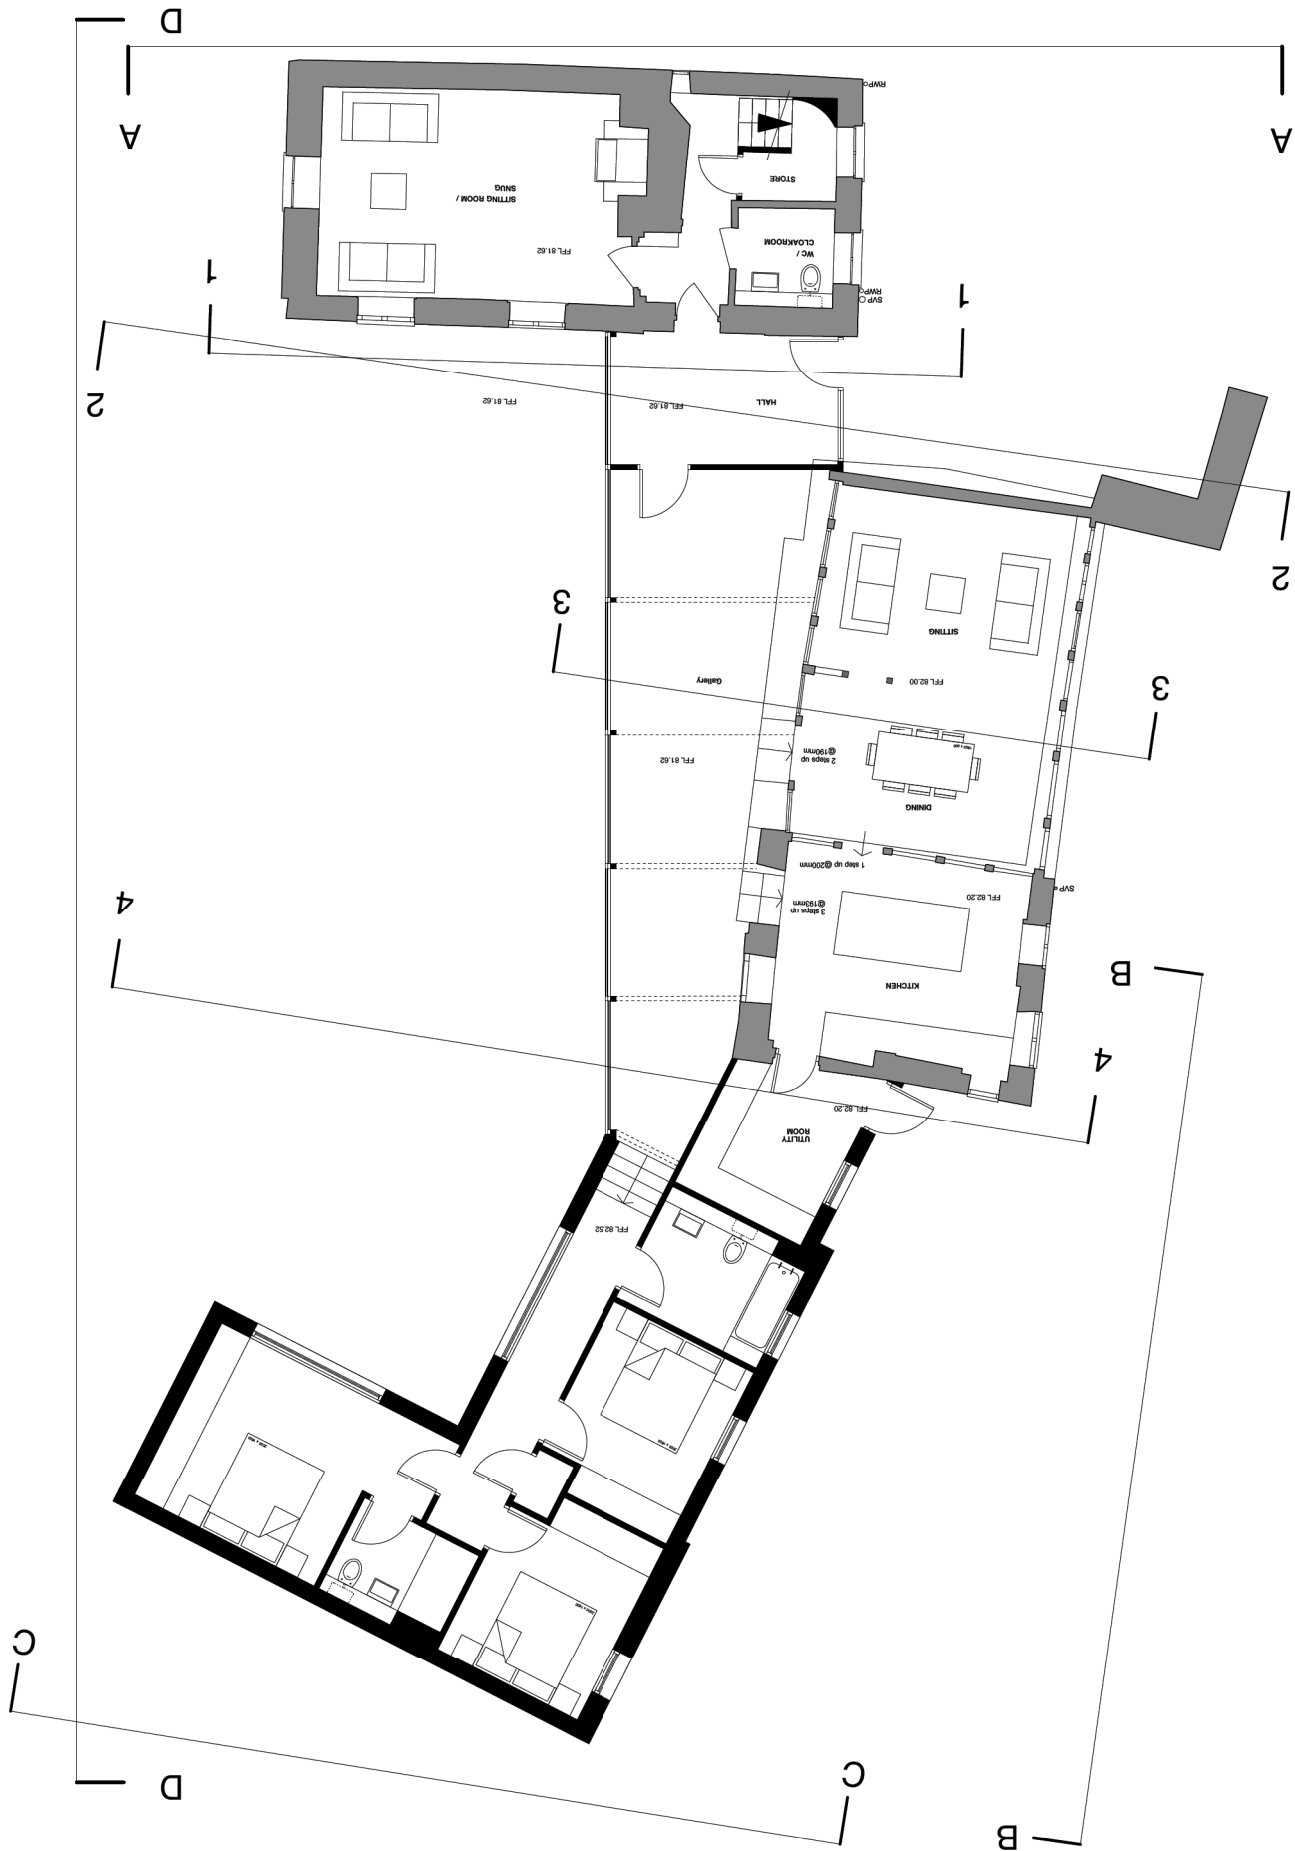 B
D
C
C
4
B
FFL 82.52
UTILITY
ROOM
FFL 82.20
4
KITCHEN
FFL 82.20
3 steps up
@193mm
SVP
1 step up @200mm
DINING
2 steps up
@190mm
FFL 81.62
3
FFL 82.00
Gallery
SITTING
3
2
HALL
FFL 81.62
FFL 81.62
2
1
1
SVP
RWP
WC /
CLOAKROOM
FFL 81.62
SITTING ROOM /
SNUG
STORE
A
A
RWP
D